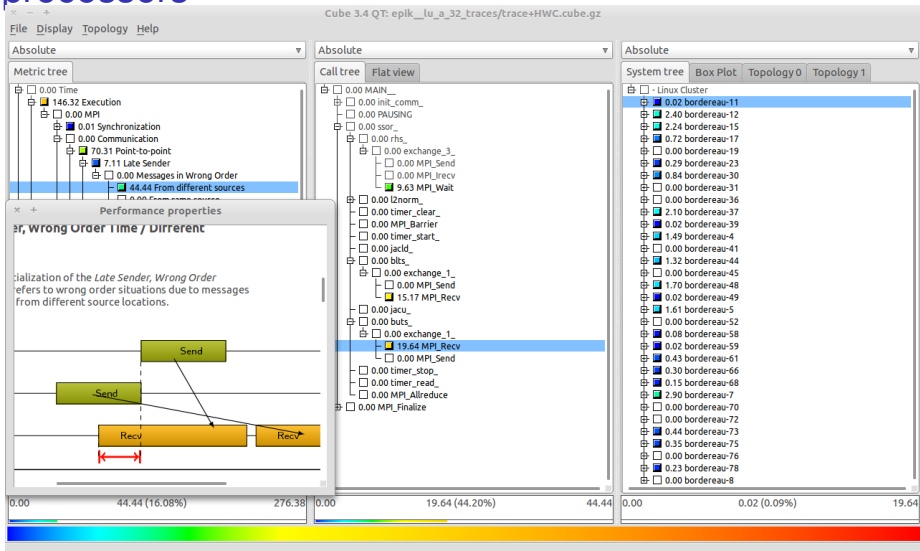 processors
Cube 3.4 QT: epik__lu_a_32_traces/trace+HWC.cube.gz
File Display Topology Help
Absolute
Metric tree
0.00 Time
146.32 Execution
0.00 MPI
0.01 Synchronization
0.00 Communication
70.31 Point-to-point
7.11 Late Sender
0.00 Messages in Wrong Order
44.44 From different sources
Performance properties
er, Wrong Order Time / Different
ialization of the Late Sender, Wrong Order
refers to wrong order situations due to messages
from different source locations.
Send
Send
Recv
Recv
0.00 44.44 (16.08%) 276.38
Absolute
Call tree Flat view
0.00 MAIN__
0.00 init_comm_
0.00 PAUSING
0.00 ssor_
0.00 rhs_
0.00 exchange_3_
0.00 MPI_Send
0.00 MPI_Irecv
9.63 MPI_Wait
0.00 l2norm_
0.00 timer_clear_
0.00 MPI_Barrier
0.00 timer_start_
0.00 jacld_
0.00 blts_
0.00 exchange_1_
0.00 MPI_Send
15.17 MPI_Recv
0.00 jacu_
0.00 buts_
0.00 exchange_1_
19.64 MPI_Recv
0.00 MPI_Send
0.00 timer_stop_
0.00 timer_read_
0.00 MPI_Allreduce
0.00 MPI_Finalize
0.00 19.64 (44.20%) 44.44
Absolute
System tree Box Plot Topology 0 Topology 1
- Linux Cluster
0.02 bordereau-11
2.40 bordereau-12
2.24 bordereau-15
0.72 bordereau-17
0.00 bordereau-19
0.29 bordereau-23
0.84 bordereau-30
0.00 bordereau-31
0.00 bordereau-36
2.10 bordereau-37
0.02 bordereau-39
1.49 bordereau-4
0.00 bordereau-41
1.32 bordereau-44
0.00 bordereau-45
1.70 bordereau-48
0.02 bordereau-49
1.61 bordereau-5
0.00 bordereau-52
0.08 bordereau-58
0.02 bordereau-59
0.43 bordereau-61
0.30 bordereau-66
0.15 bordereau-68
2.90 bordereau-7
0.00 bordereau-70
0.00 bordereau-72
0.44 bordereau-73
0.35 bordereau-75
0.00 bordereau-76
0.23 bordereau-78
0.00 bordereau-8
0.00 0.02 (0.09%) 19.64